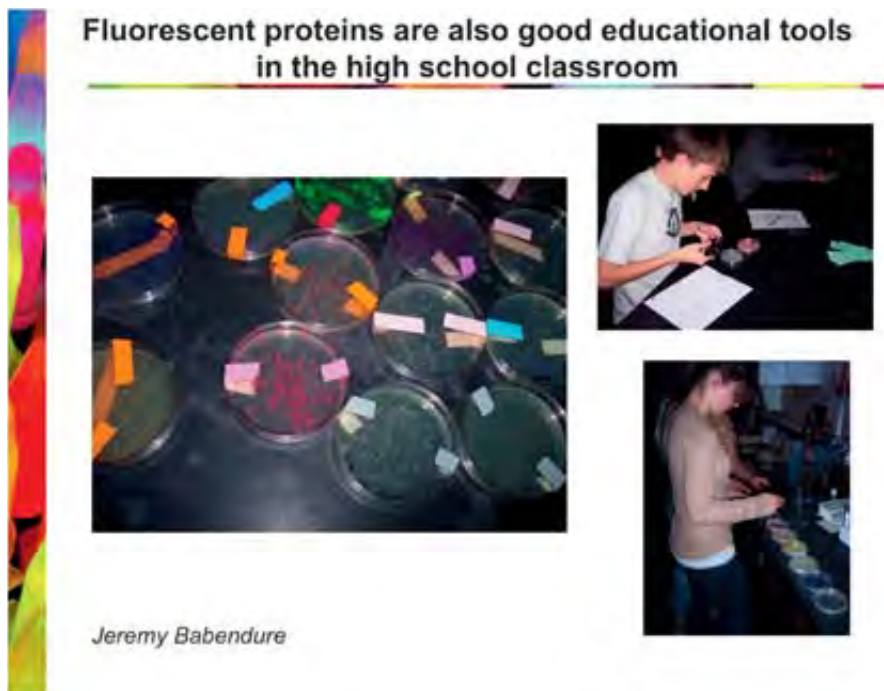 Fluorescent proteins are also good educational tools
in the high school classroom
Jeremy Babendure